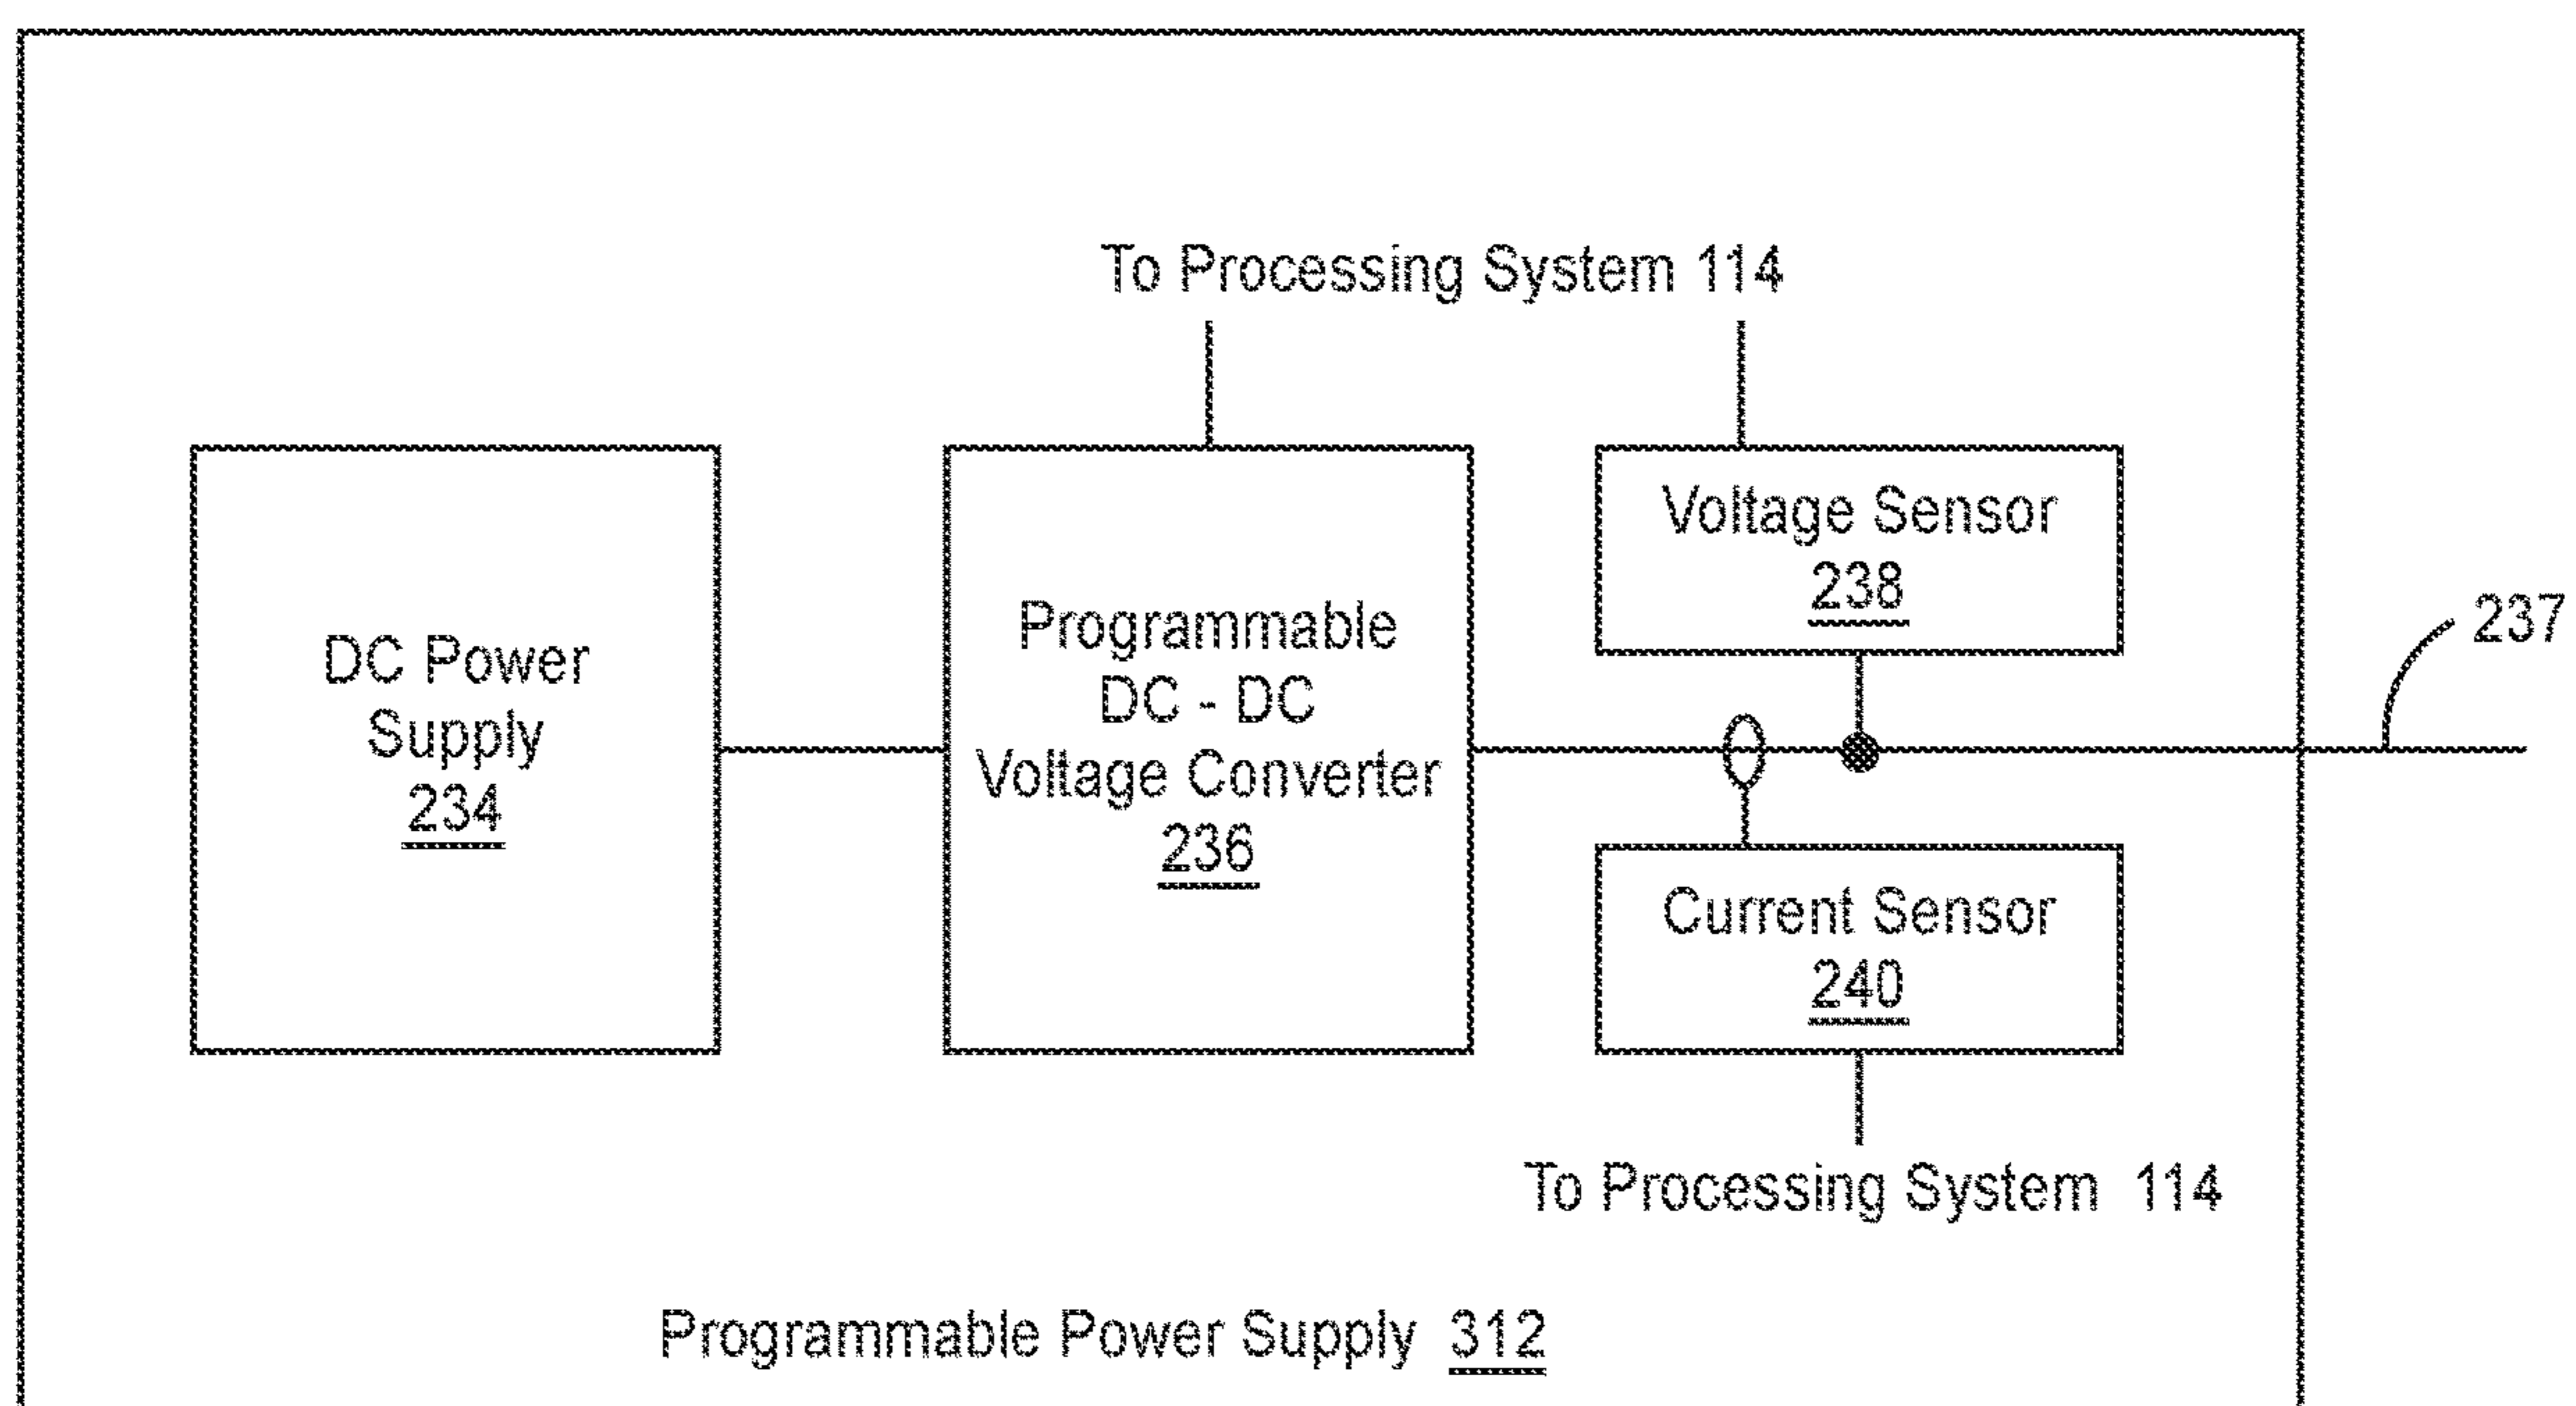 To Processing System 114
DC Power
Supply
234
Programmable
DC - DC
Voltage Converter
236
Voltage Sensor
238
237
Current Sensor
240
To Processing System 114
Programmable Power Supply 312